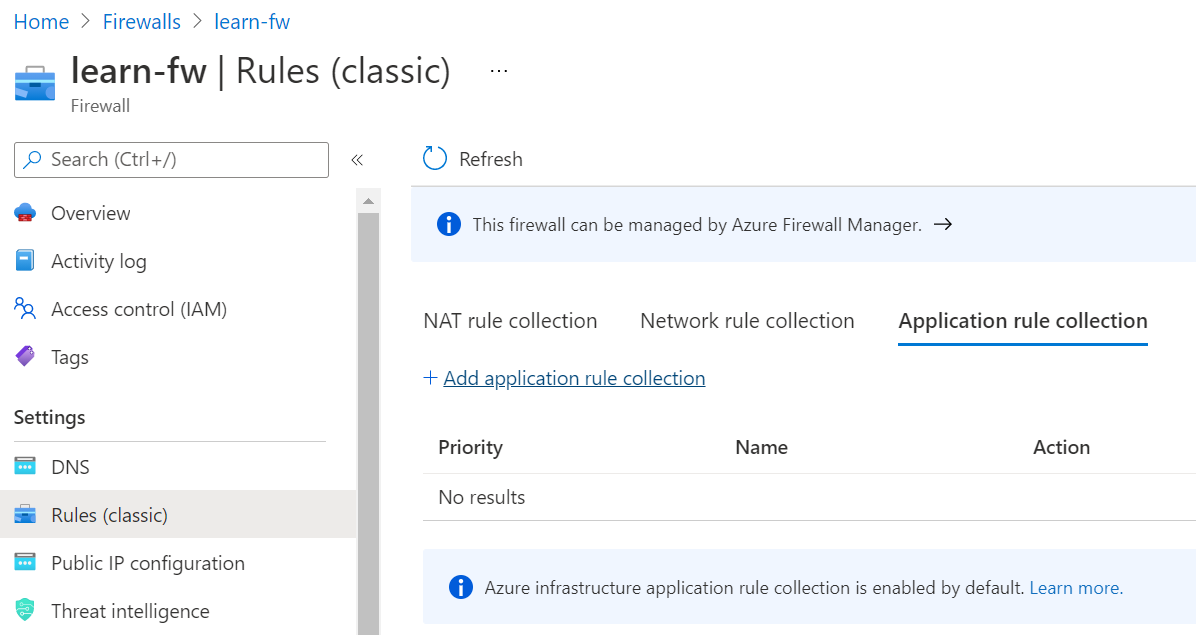 Home > Firewalls > learn-fw
learn-fw | Rules (classic) ...
Firewall
Search (Ctrl+/) «
Overview
Activity log
Access control (IAM)
Tags
Settings
DNS
Rules (classic)
Public IP configuration
Threat intelligence
Refresh
This firewall can be managed by Azure Firewall Manager. →
NAT rule collection Network rule collection Application rule collection
+ Add application rule collection
Priority Name Action
No results
Azure infrastructure application rule collection is enabled by default. Learn more.